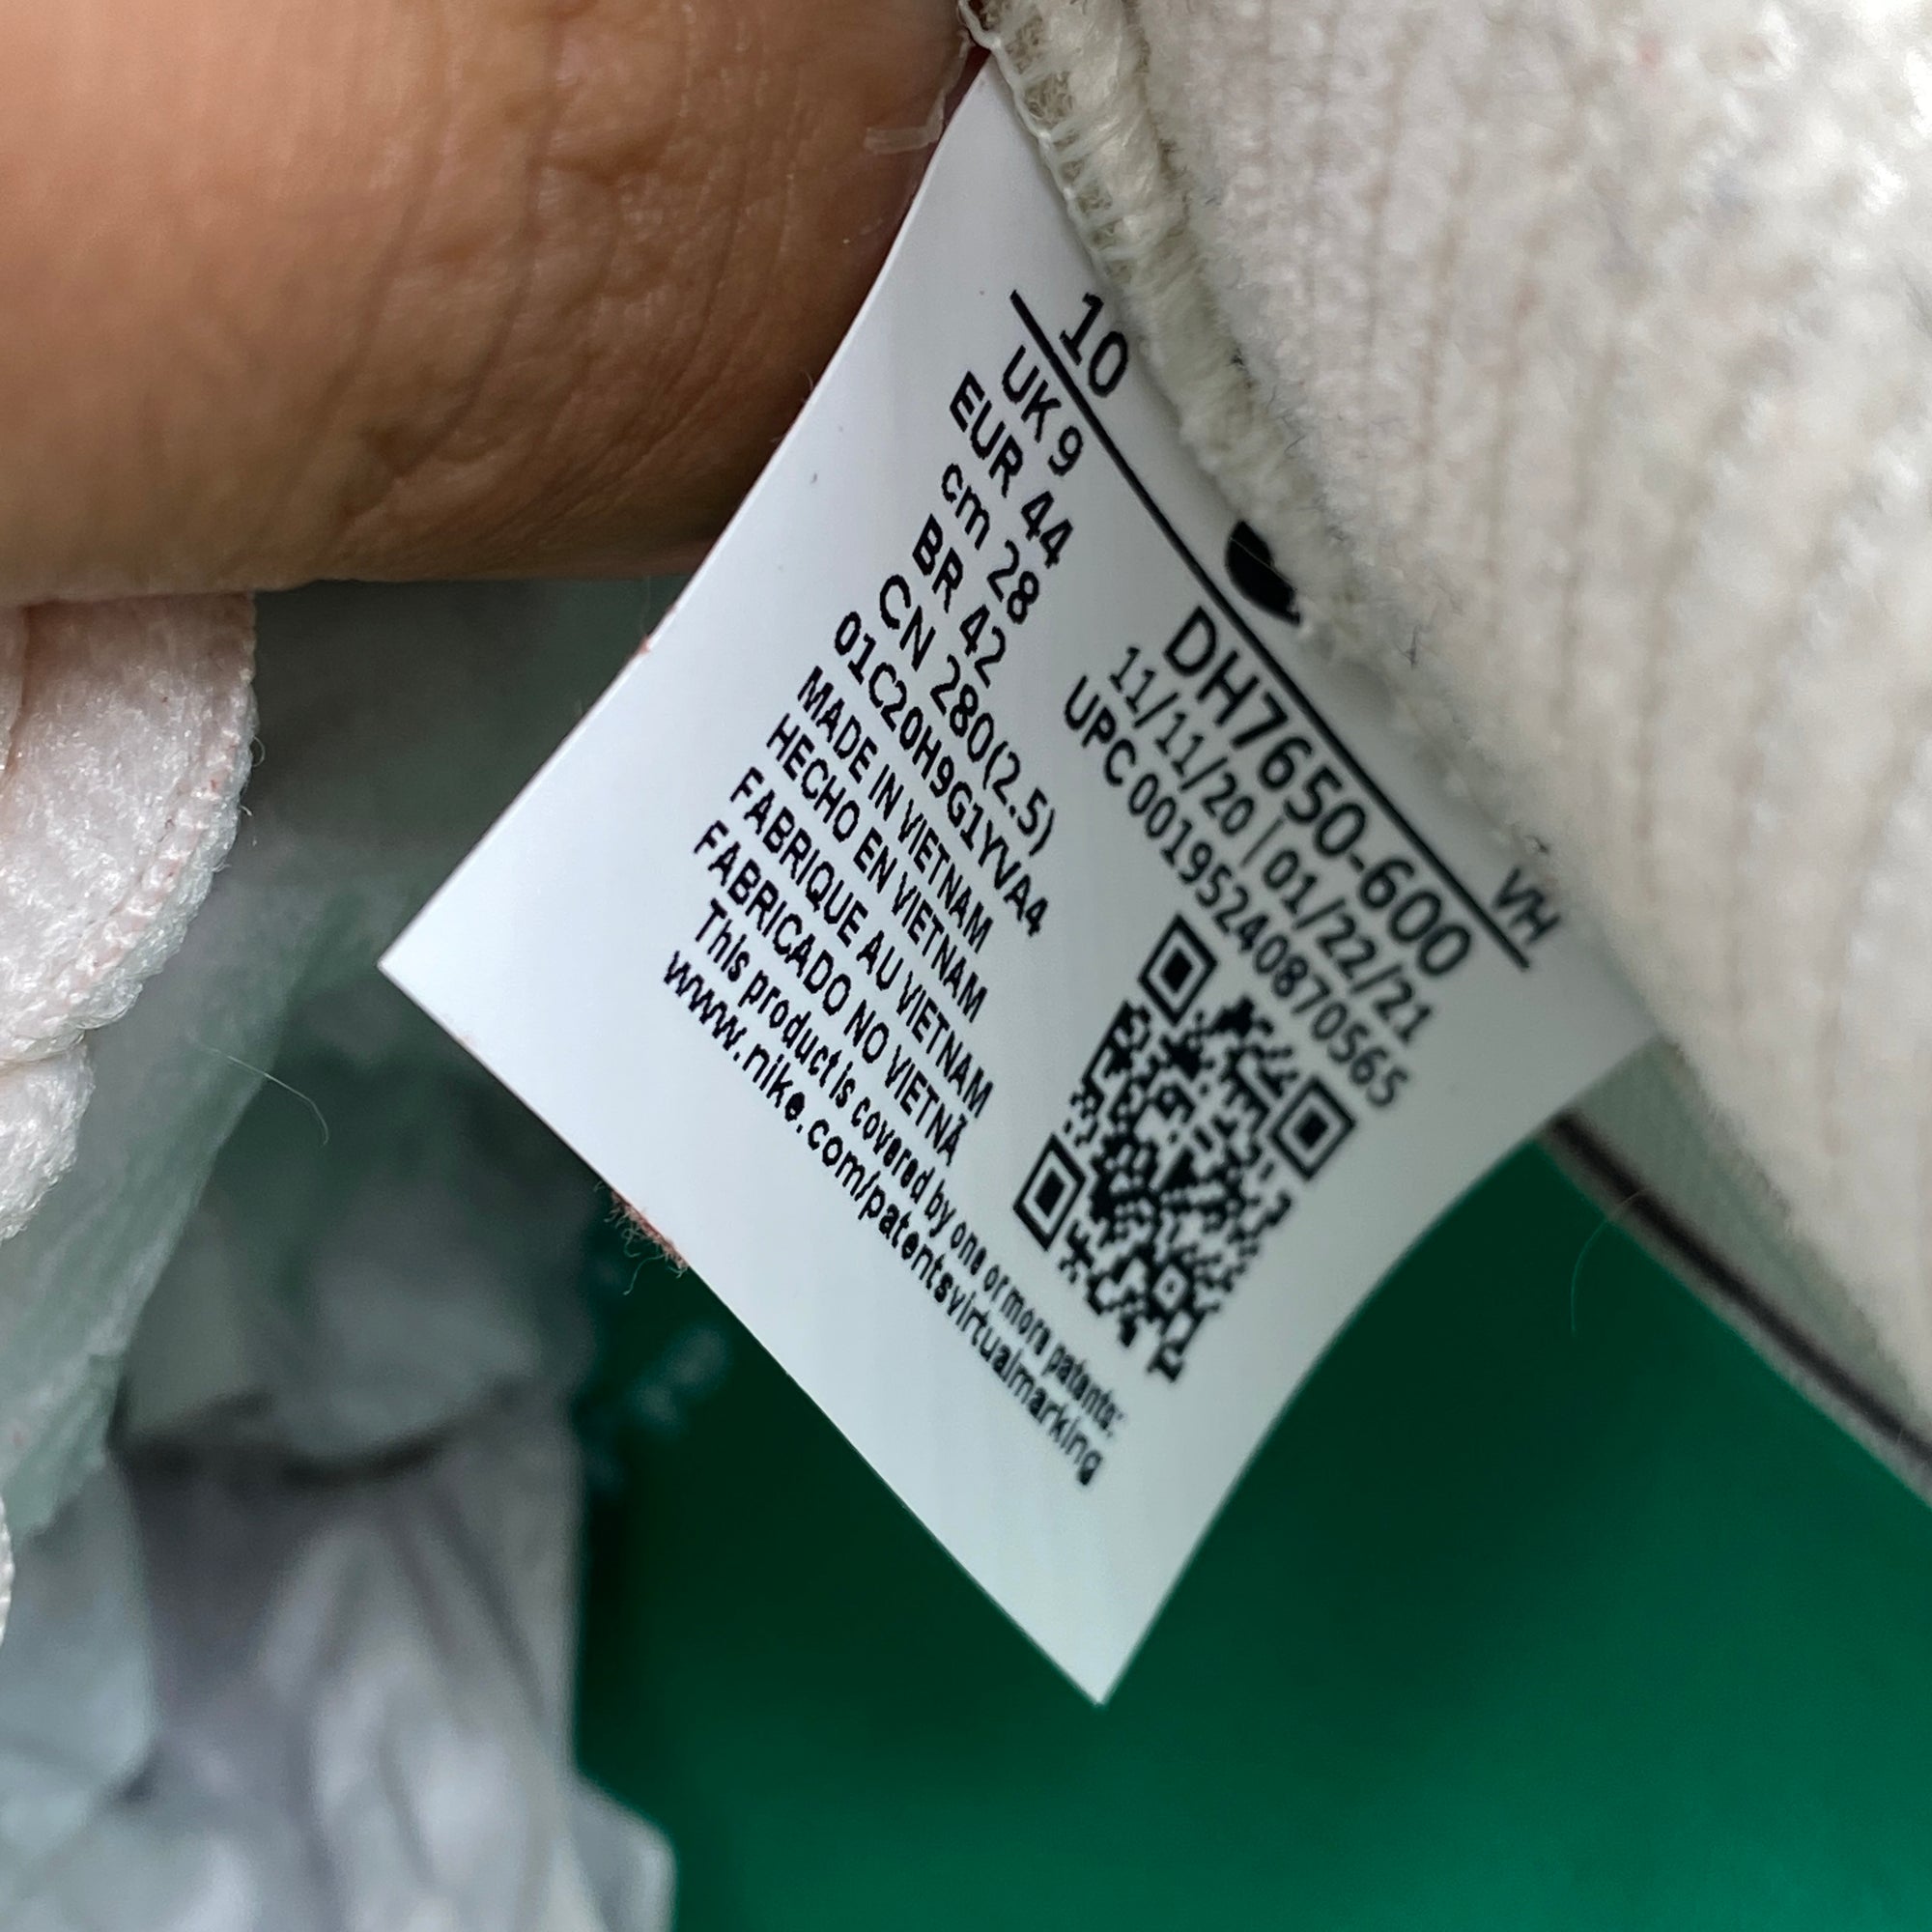 10
VH
UK 9
EUR 44
cm 28
BR 42
CN 280(2.5)
01C20H9G1YVA4
MADE IN VIETNAM
HECHO EN VIETNAM
FABRIQUE AU VIETNAM
FABRICADO NO VIETNÃ
This product is covered by one or more patents:
www.nike.com/patentsvirtualmarking
DH7650-600
11/11/20 | 01/22/21
UPC 00195240870565